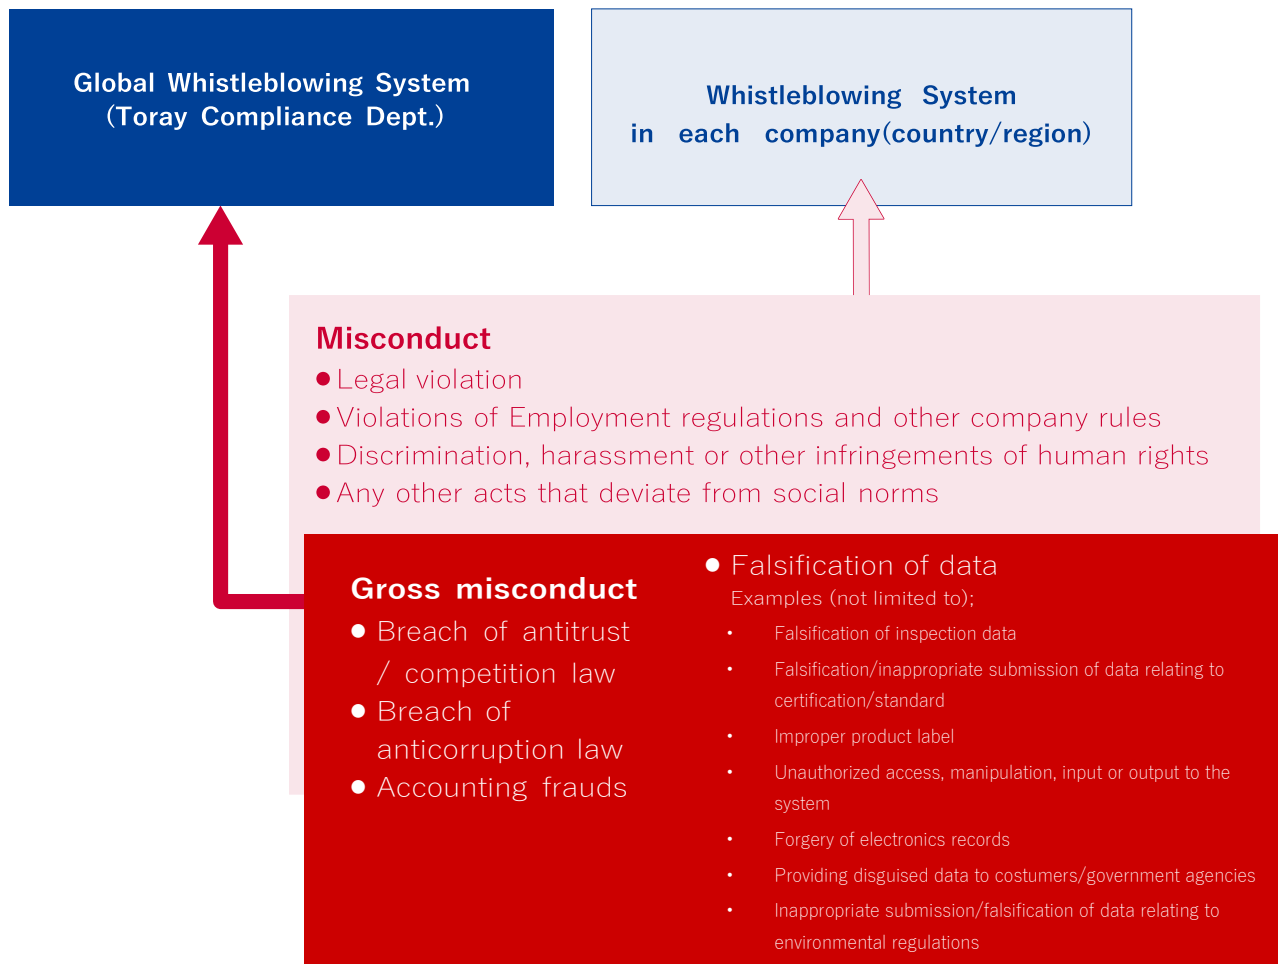 Global Whistleblowing System
(Toray Compliance Dept.)
Whistleblowing System
in each company(country/region)
Misconduct
● Legal violation
● Violations of Employment regulations and other company rules
● Discrimination, harassment or other infringements of human rights
● Any other acts that deviate from social norms
Gross misconduct
● Breach of antitrust
/ competition law
● Breach of
anticorruption law
● Accounting frauds
● Falsification of data
Examples (not limited to);
• Falsification of inspection data
• Falsification/inappropriate submission of data relating to
certification/standard
• Improper product label
• Unauthorized access, manipulation, input or output to the
system
• Forgery of electronics records
• Providing disguised data to costumers/government agencies
• Inappropriate submission/falsification of data relating to
environmental regulations